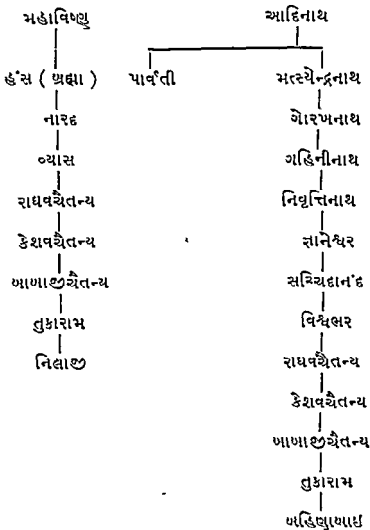 મહાવિષ્ણુ
હંસ ( બ્રહ્મા )
નારદ
વ્યાસ
રાઘવચૈતન્ય
કેશવચૈતન્ય
બાબાજીચૈતન્ય
તુકારામ
નિલાજી
આદિનાથ
પાર્વતી
મત્સ્યેન્દ્રનાથ
ગોરખનાથ
ગહિનીનાથ
નિવૃત્તિનાથ
જ્ઞાનેશ્વર
સચ્ચિદાનંદ
વિશ્વભર
રાઘવચૈતન્ય
કેશવચૈતન્ય
બાબાજીચૈતન્ય
તુકારામ
બહિણાબાઇ